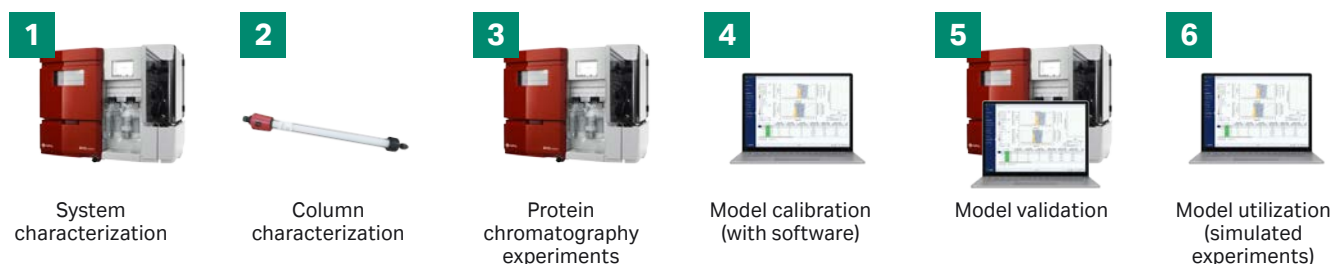 1
2
3
4
5
6
System
characterization
Column
characterization
Protein
chromatography
experiments
Model calibration
(with software)
Model validation
Model utilization
(simulated
experiments)